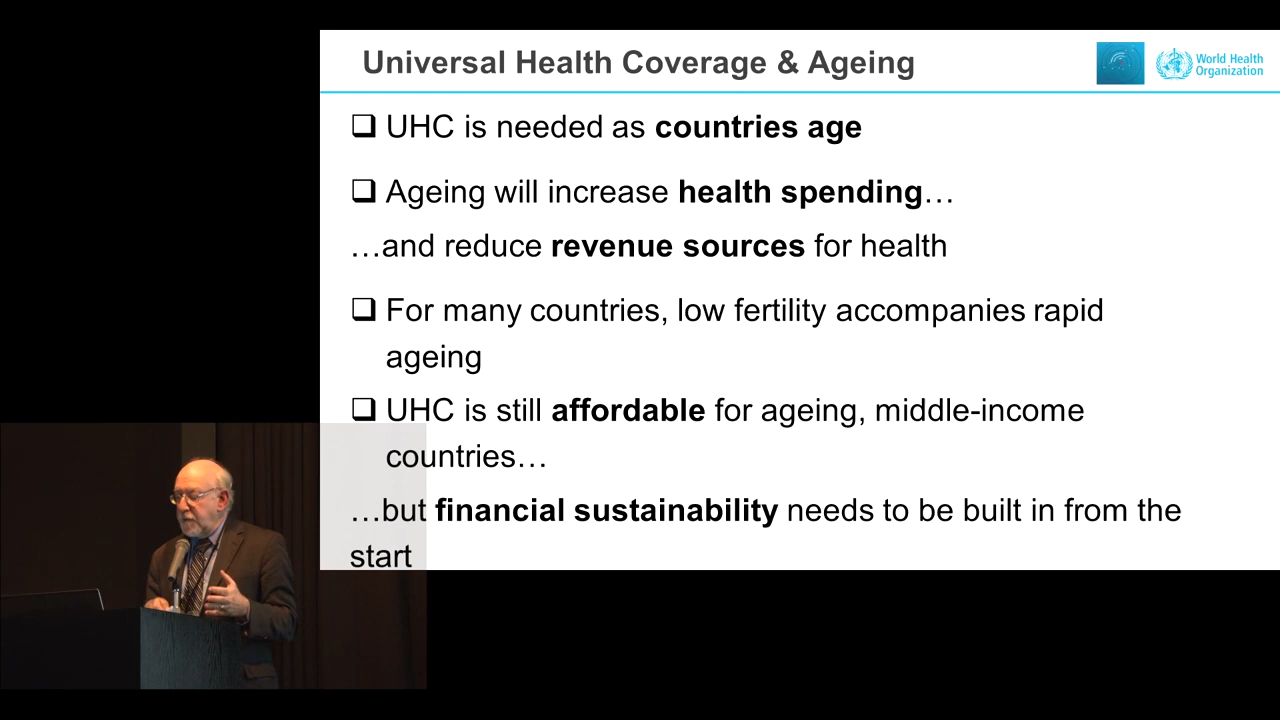 Universal Health Coverage & Ageing
World Health
Organization
❑ UHC is needed as countries age
❑ Ageing will increase health spending…
…and reduce revenue sources for health
❑ For many countries, low fertility accompanies rapid
ageing
❑ UHC is still affordable for ageing, middle-income
countries…
…but financial sustainability needs to be built in from the
start